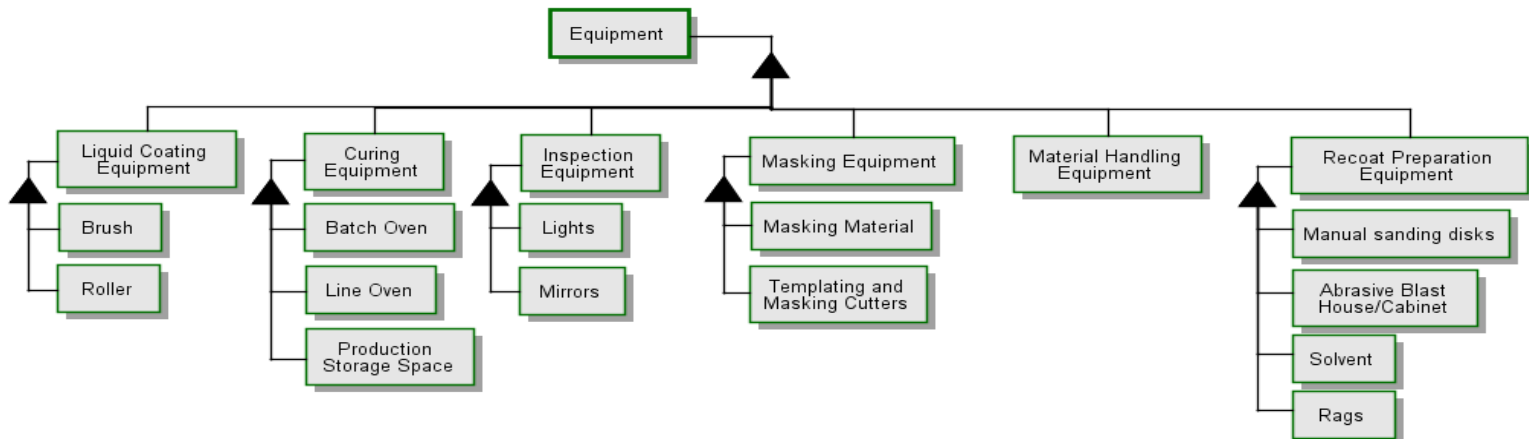 Equipment
Liquid Coating
Equipment
Brush
Roller
Curing
Equipment
Batch Oven
Line Oven
Production
Storage Space
Inspection
Equipment
Lights
Mirrors
Masking Equipment
Masking Material
Templating and
Masking Cutters
Material Handling
Equipment
Recoat Preparation
Equipment
Manual sanding disks
Abrasive Blast
House/Cabinet
Solvent
Rags